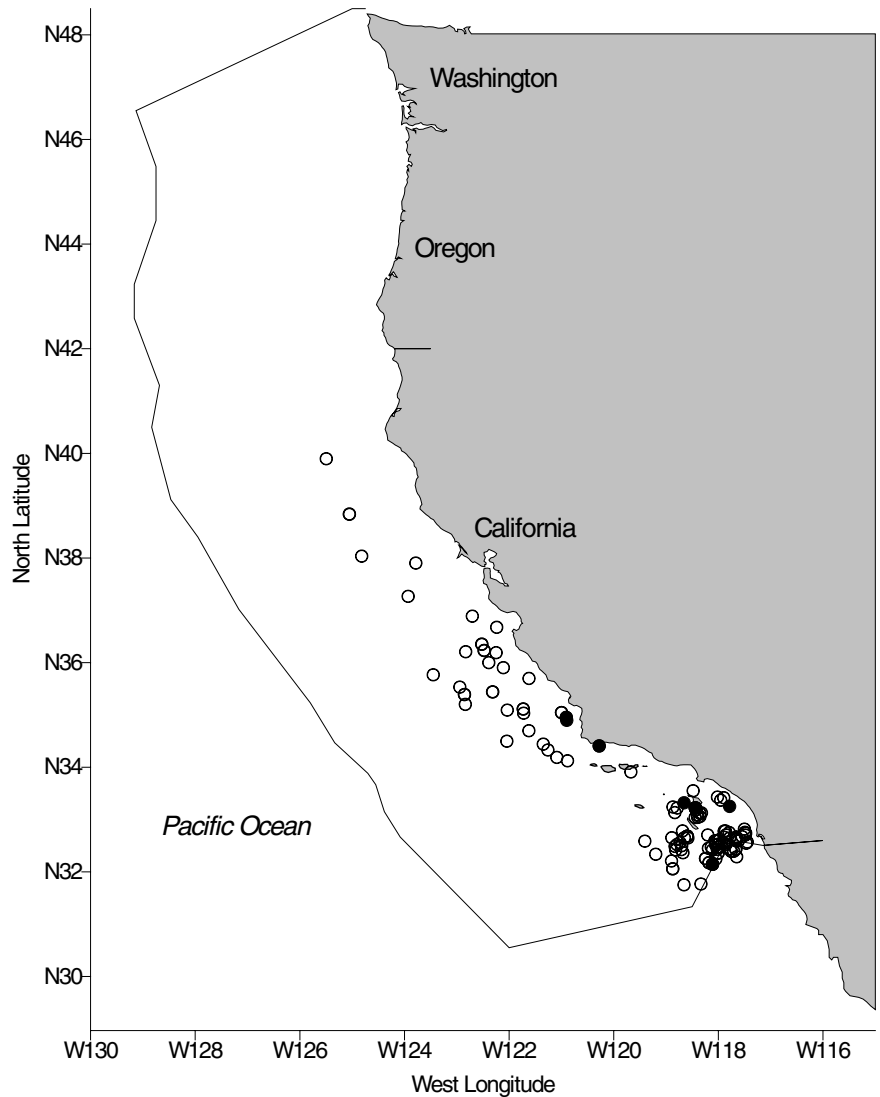 N48
Washington
N46
Oregon
N44
N42
N40
California
N38
N36
N34
Pacific Ocean
N32
N30
North Latitude
W130 W128 W126 W124 W122 W120 W118 W116
West Longitude